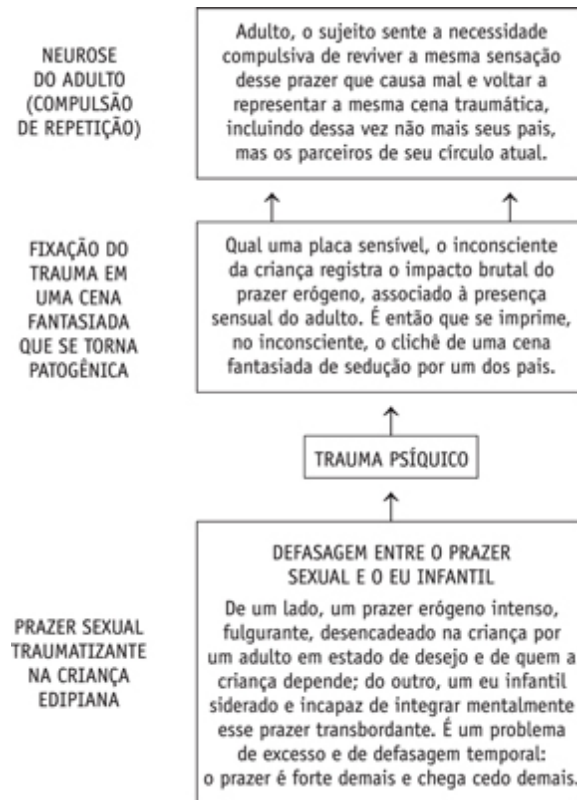 NEUROSE
DO ADULTO
(COMPULSÃO
DE REPETIÇÃO)
Adulto, o sujeito sente a necessidade
compulsiva de reviver a mesma sensação
desse prazer que causa mal e voltar a
representar a mesma cena traumática,
incluindo dessa vez não mais seus pais,
mas os parceiros de seu círculo atual.
FIXAÇÃO DO
TRAUMA EM
UMA CENA
FANTASIADA
QUE SE TORNA
PATOGÊNICA
Qual uma placa sensível, o inconsciente
da criança registra o impacto brutal do
prazer erógeno, associado à presença
sensual do adulto. É então que se imprime,
no inconsciente, o clichê de uma cena
fantasiada de sedução por um dos pais.
TRAUMA PSÍQUICO
PRAZER SEXUAL
TRAUMATIZANTE
NA CRIANÇA
EDIPIANA
DEFASAGEM ENTRE O PRAZER
SEXUAL E O EU INFANTIL
De um lado, um prazer erógeno intenso,
fulgurante, desencadeado na criança por
um adulto em estado de desejo e de quem a
criança depende; do outro, um eu infantil
siderado e incapaz de integrar mentalmente
esse prazer transbordante. É um problema
de excesso e de defasagem temporal:
o prazer é forte demais e chega cedo demais.